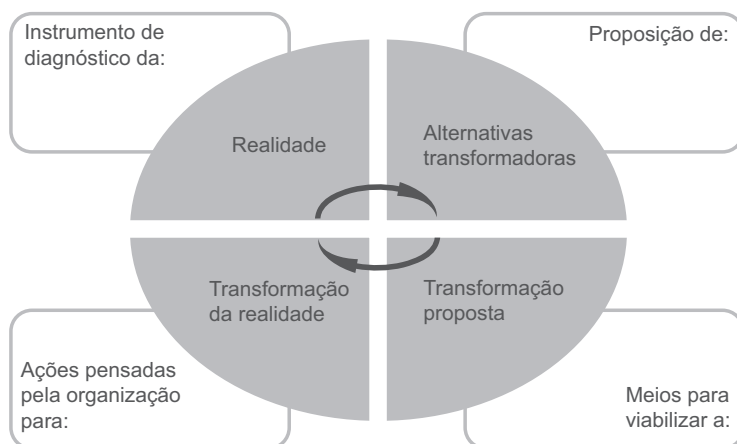 Instrumento de
diagnóstico da:
Realidade
Proposição de:
Alternativas
transformadoras
Ações pensadas
pela organização
para:
Transformação
da realidade
Meios para
viabilizar a:
Transformação
proposta